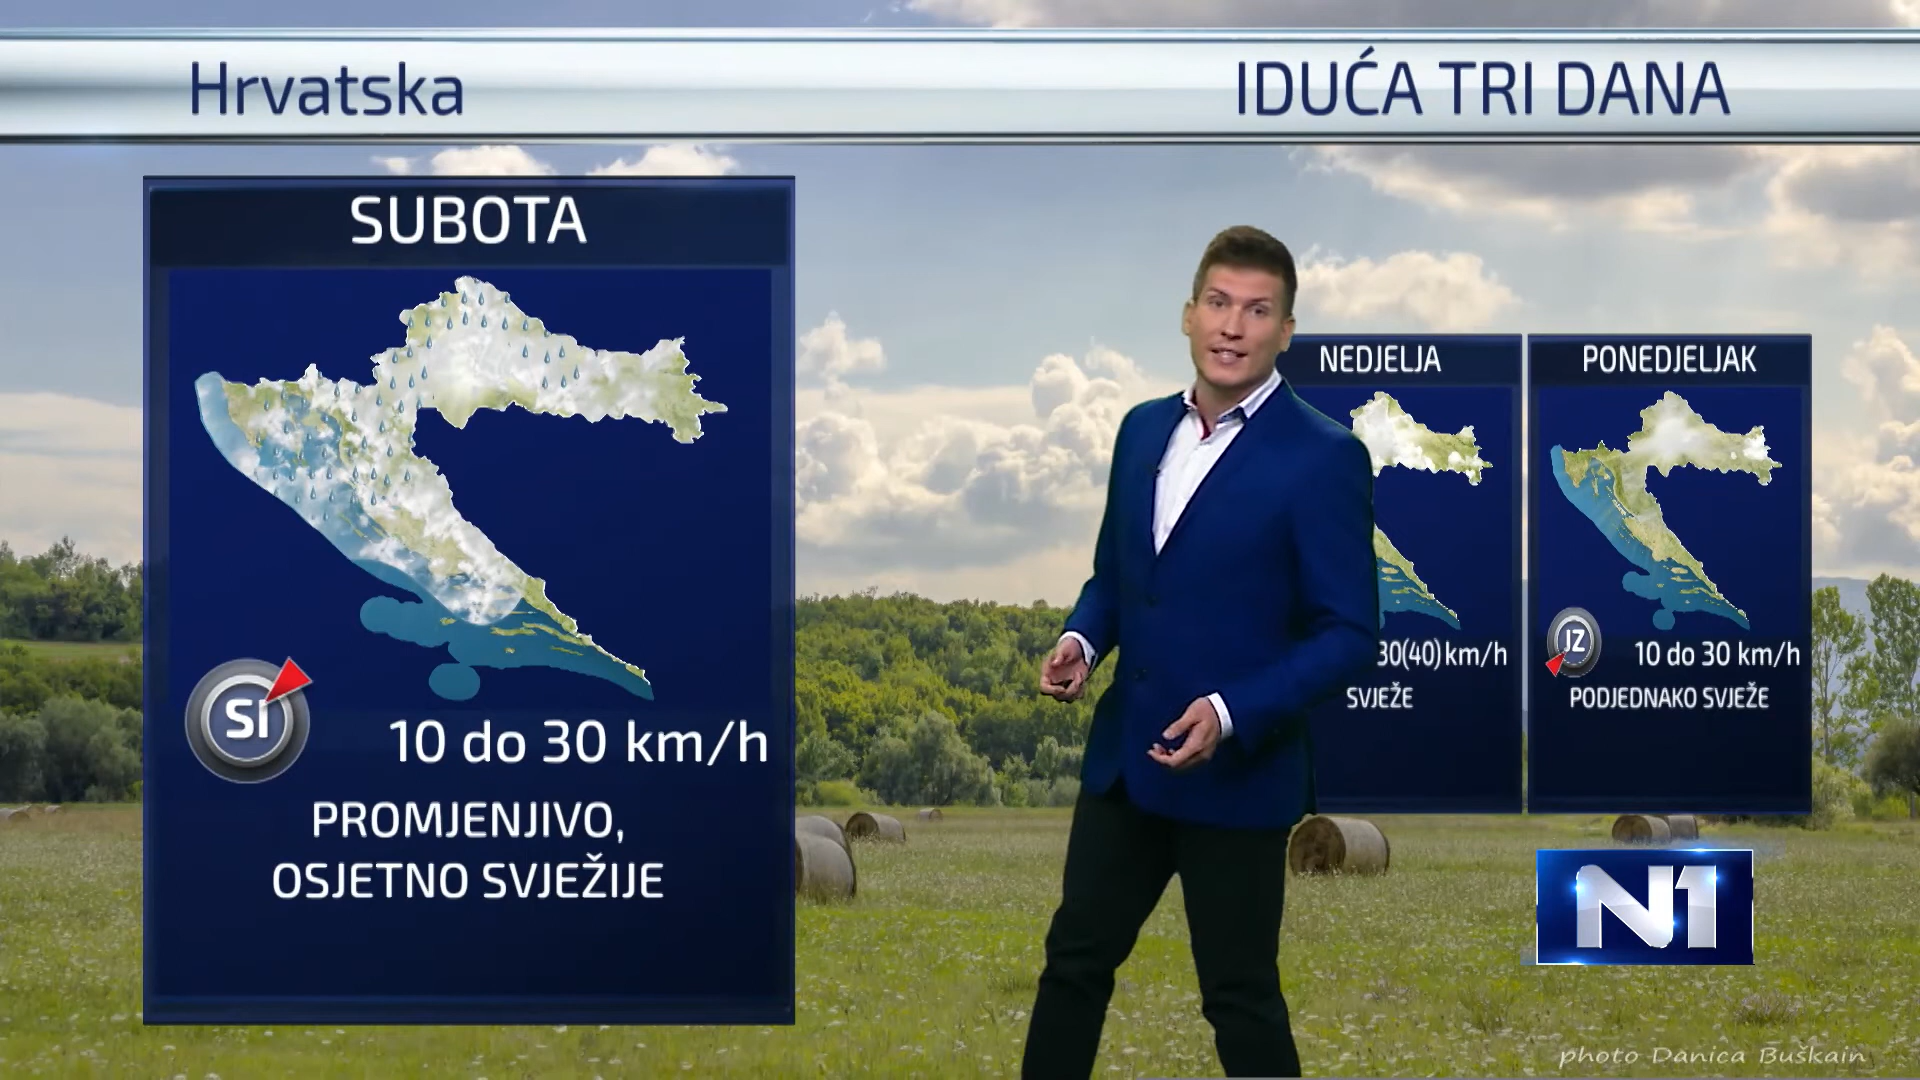 Hrvatska
IDUĆA TRI DANA
SUBOTA
SI
10 do 30 km/h
PROMJENJIVO,
OSJETNO SVJEŽIJE
NEDJELJA
30(40) km/h
SVJEŽE
PONEDJELJAK
JZ
10 do 30 km/h
PODJEDNAKO SVJEŽE
N1
photo Danica Buškain